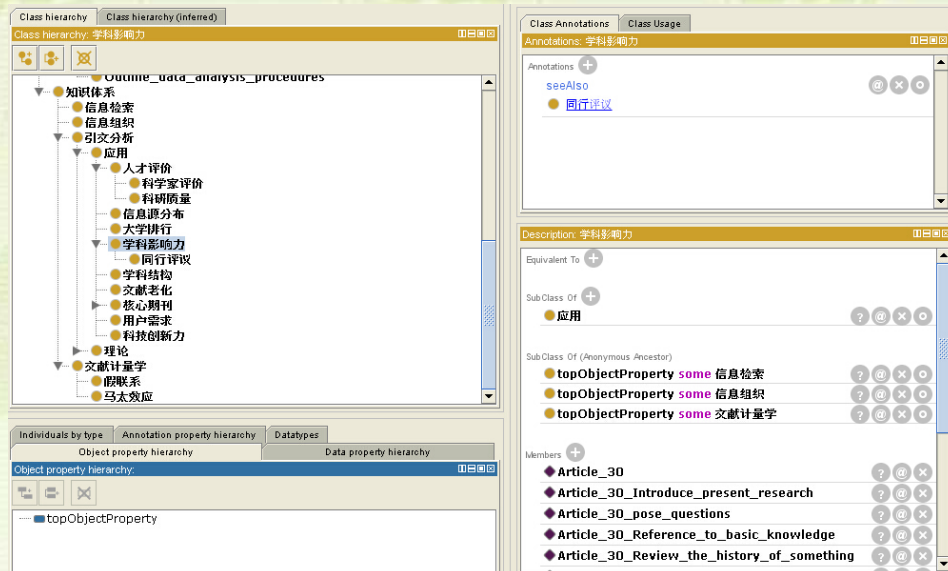 Class hierarchy
Class hierarchy (inferred)
Class hierarchy: 学科影响力
Outline_data_analysis_procedures
知识体系
信息检索
信息组织
引文分析
应用
人才评价
科学家评价
科研质量
信息源分布
大学排行
学科影响力
同行评议
学科结构
文献老化
核心期刊
用户需求
科技创新力
理论
文献计量学
假联系
马太效应
Individuals by type
Annotation property hierarchy
Datatypes
Object property hierarchy
Data property hierarchy
Object property hierarchy:
topObjectProperty
Class Annotations
Class Usage
Annotations: 学科影响力
Annotations
seeAlso
同行评议
Description: 学科影响力
Equivalent To
SubClass Of
应用
SubClass Of (Anonymous Ancestor)
topObjectProperty some 信息检索
topObjectProperty some 信息组织
topObjectProperty some 文献计量学
Members
Article_30
Article_30_Introduce_present_research
Article_30_pose_questions
Article_30_Reference_to_basic_knowledge
Article_30_Review_the_history_of_something